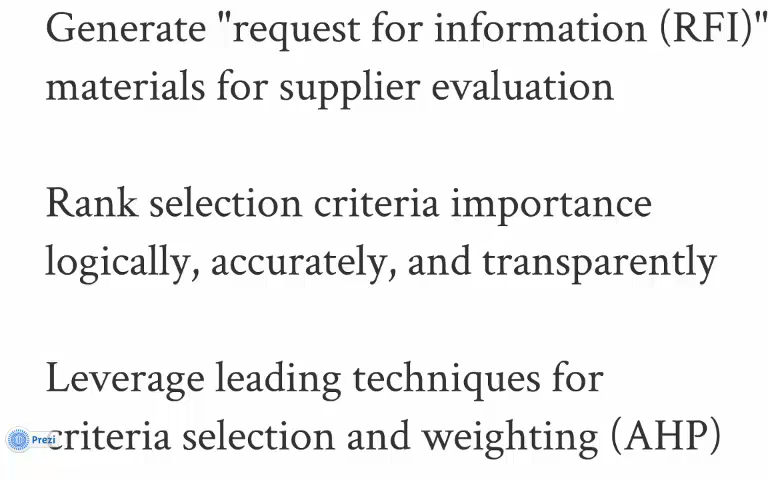 Generate "request for information (RFI)"
materials for supplier evaluation
Rank selection criteria importance
logically, accurately, and transparently
Leverage leading techniques for
criteria selection and weighting (AHP)
Prezi